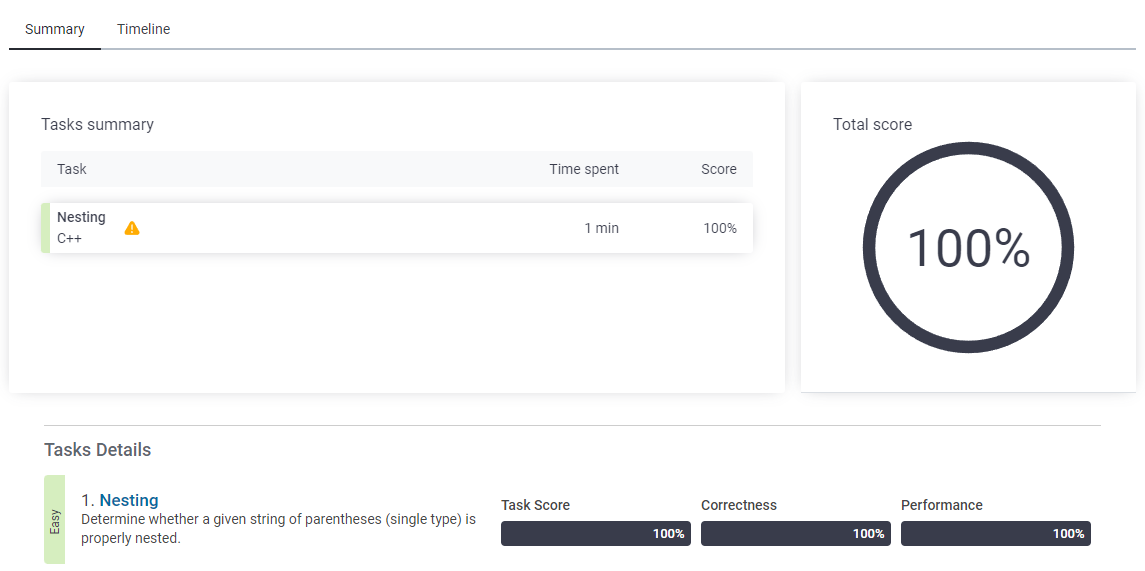 Summary Timeline
Tasks summary
Task Time spent Score
Nesting
C++
1 min 100%
Total score
100%
Tasks Details
Easy
1. Nesting
Determine whether a given string of parentheses (single type) is
properly nested.
Task Score Correctness Performance
100% 100% 100%